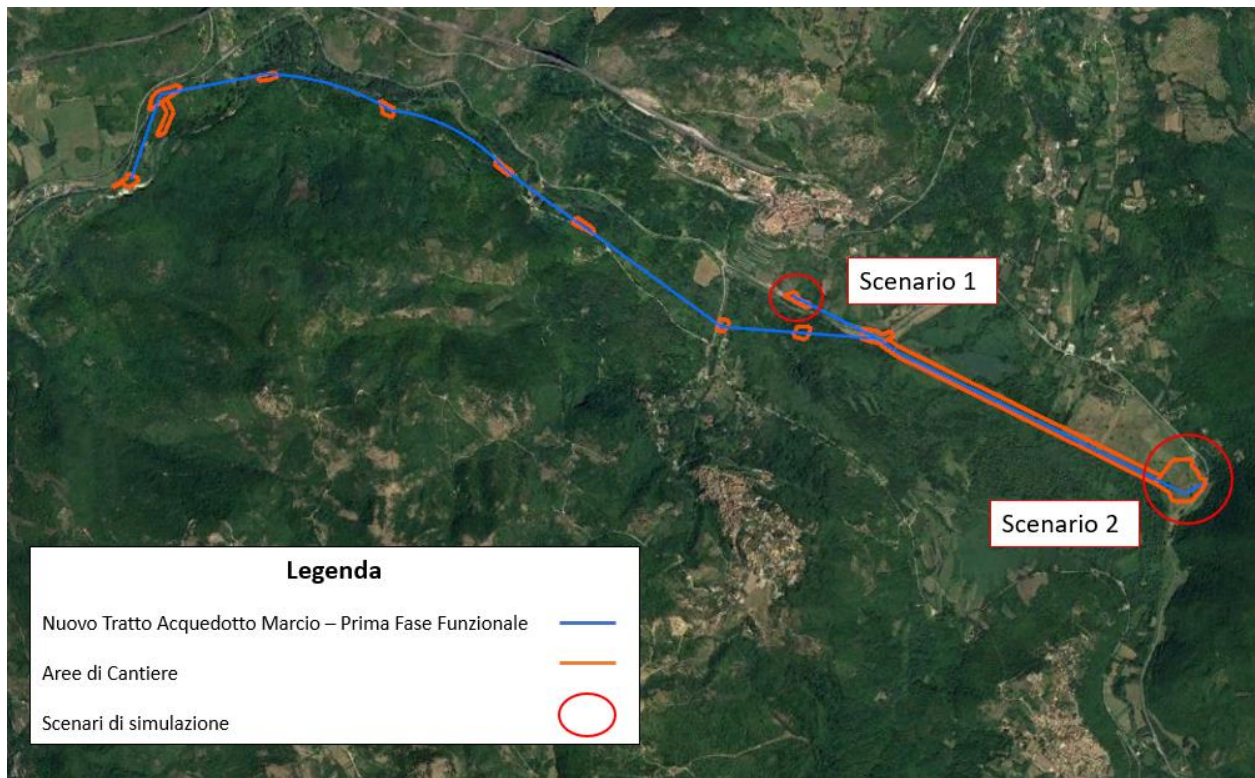 Scenario 1
Scenario 2
Legenda
Nuovo Tratto Acquedotto Marcio – Prima Fase Funzionale
Aree di Cantiere
Scenari di simulazione